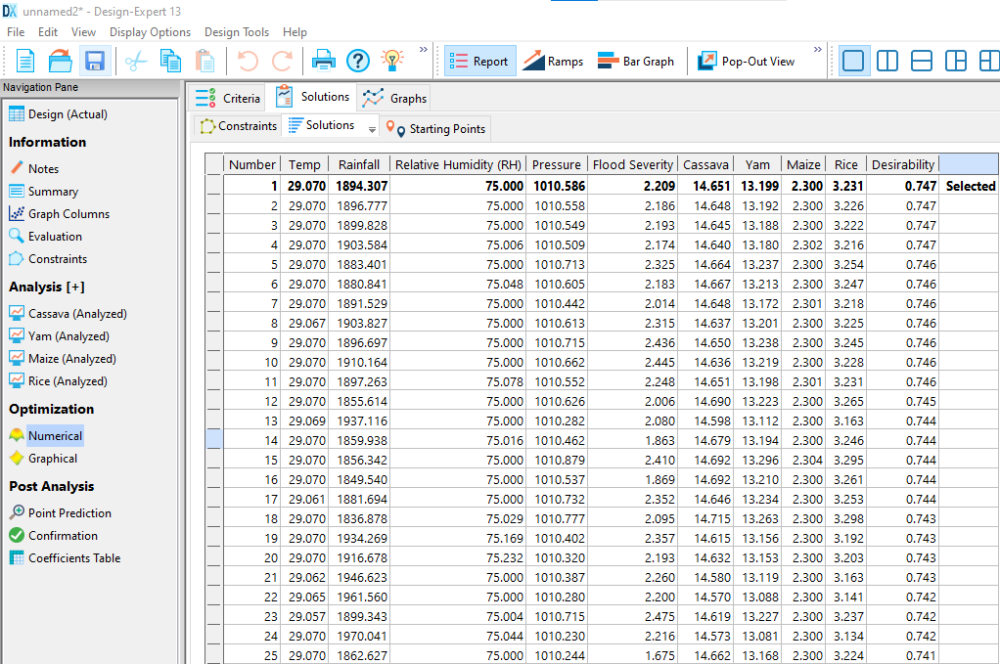 DX unnamed2* - Design-Expert 13
File Edit View Display Options Design Tools Help
» Report Ramps Bar Graph Pop-Out View »
Navigation Pane
Design (Actual)
Information
Notes
Summary
Graph Columns
Evaluation
Constraints
Analysis [+]
Cassava (Analyzed)
Yam (Analyzed)
Maize (Analyzed)
Rice (Analyzed)
Optimization
Numerical
Graphical
Post Analysis
Point Prediction
Confirmation
Coefficients Table
Criteria Solutions Graphs
Constraints Solutions Starting Points
Number Temp Rainfall Relative Humidity (RH) Pressure Flood Severity Cassava Yam Maize Rice Desirability
1 29.070 1894.307 75.000 1010.586 2.209 14.651 13.199 2.300 3.231 0.747 Selected
2 29.070 1896.777 75.000 1010.558 2.186 14.648 13.192 2.300 3.226 0.747
3 29.070 1899.828 75.000 1010.549 2.193 14.645 13.188 2.300 3.222 0.747
4 29.070 1903.584 75.006 1010.509 2.174 14.640 13.180 2.302 3.216 0.747
5 29.070 1883.401 75.000 1010.713 2.325 14.664 13.237 2.300 3.254 0.746
6 29.070 1880.841 75.048 1010.605 2.183 14.667 13.213 2.300 3.247 0.746
7 29.070 1891.529 75.000 1010.442 2.014 14.648 13.172 2.301 3.218 0.746
8 29.067 1903.827 75.000 1010.613 2.315 14.637 13.201 2.300 3.225 0.746
9 29.070 1896.697 75.000 1010.715 2.436 14.650 13.238 2.300 3.245 0.746
10 29.070 1910.164 75.000 1010.662 2.445 14.636 13.219 2.300 3.228 0.746
11 29.070 1897.263 75.078 1010.552 2.248 14.651 13.198 2.301 3.231 0.746
12 29.070 1855.614 75.000 1010.626 2.006 14.690 13.223 2.300 3.265 0.745
13 29.069 1937.116 75.000 1010.282 2.080 14.598 13.112 2.300 3.163 0.744
14 29.070 1859.938 75.016 1010.462 1.863 14.679 13.194 2.300 3.246 0.744
15 29.070 1856.342 75.000 1010.879 2.410 14.692 13.296 2.304 3.295 0.744
16 29.070 1849.540 75.000 1010.537 1.869 14.692 13.210 2.300 3.261 0.744
17 29.061 1881.694 75.000 1010.732 2.352 14.646 13.234 2.300 3.253 0.744
18 29.070 1836.878 75.029 1010.777 2.095 14.715 13.263 2.300 3.298 0.743
19 29.070 1934.269 75.169 1010.402 2.357 14.615 13.156 2.300 3.192 0.743
20 29.070 1916.678 75.232 1010.320 2.193 14.632 13.153 2.300 3.203 0.743
21 29.062 1946.623 75.000 1010.387 2.260 14.580 13.119 2.300 3.163 0.743
22 29.065 1961.560 75.000 1010.280 2.200 14.570 13.088 2.300 3.141 0.742
23 29.057 1899.343 75.004 1010.715 2.475 14.619 13.227 2.300 3.237 0.742
24 29.070 1970.041 75.044 1010.230 2.216 14.573 13.081 2.300 3.134 0.742
25 29.070 1862.627 75.000 1010.244 1.675 14.662 13.168 2.300 3.224 0.741